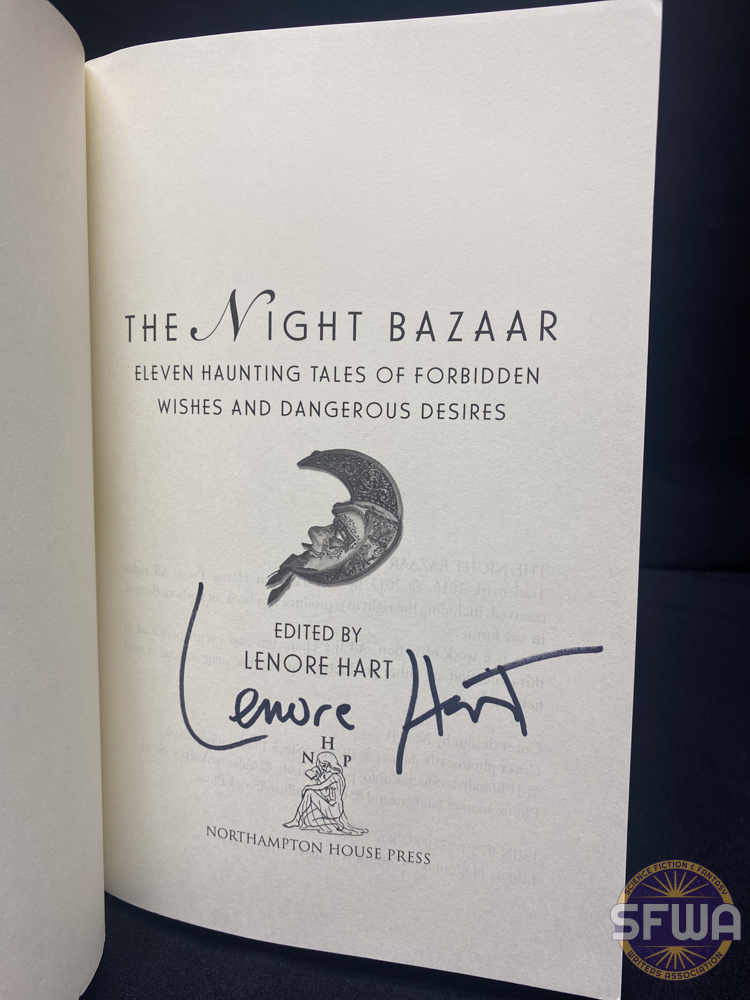 THE NIGHT BAZAAR
ELEVEN HAUNTING TALES OF FORBIDDEN
WISHES AND DANGEROUS DESIRES
EDITED BY
LENORE HART
Lenore Hart
H
N P
NORTHAMPTON HOUSE PRESS
SCIENCE FICTION & FANTASY
SFWA
WRITERS ASSOCIATION